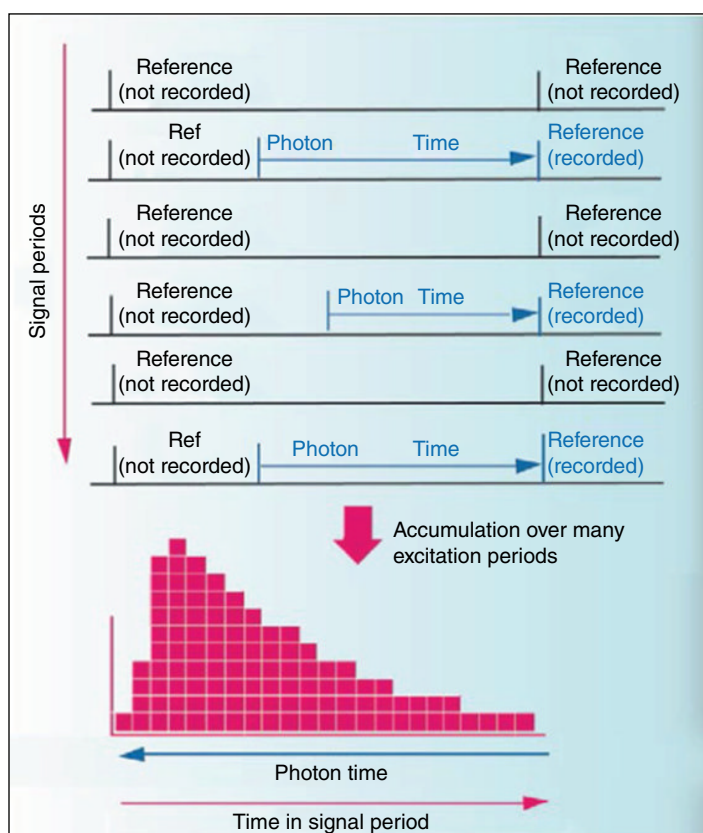 Reference Reference
(not recorded) (not recorded)
Ref Photon Time Reference
(not recorded) (recorded)
Reference Reference
(not recorded) (not recorded)
Reference Photon Time Reference
(not recorded) (recorded)
Reference Reference
(not recorded) (not recorded)
Ref Photon Time Reference
(not recorded) (recorded)
Signal periods
Accumulation over many
excitation periods
Photon time
Time in signal period